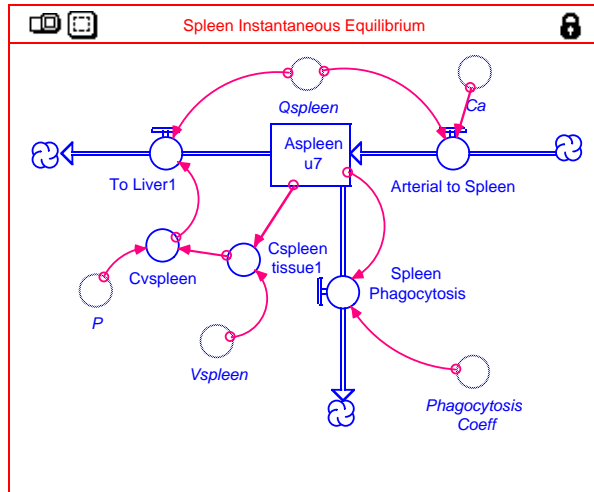 Spleen Instantaneous Equilibrium
Qspleen
Ca
Aspleen
u7
To Liver1
Arterial to Spleen
Cvspleen
Cspleen
tissue1
Spleen
Phagocytosis
P
Vspleen
Phagocytosis
Coeff